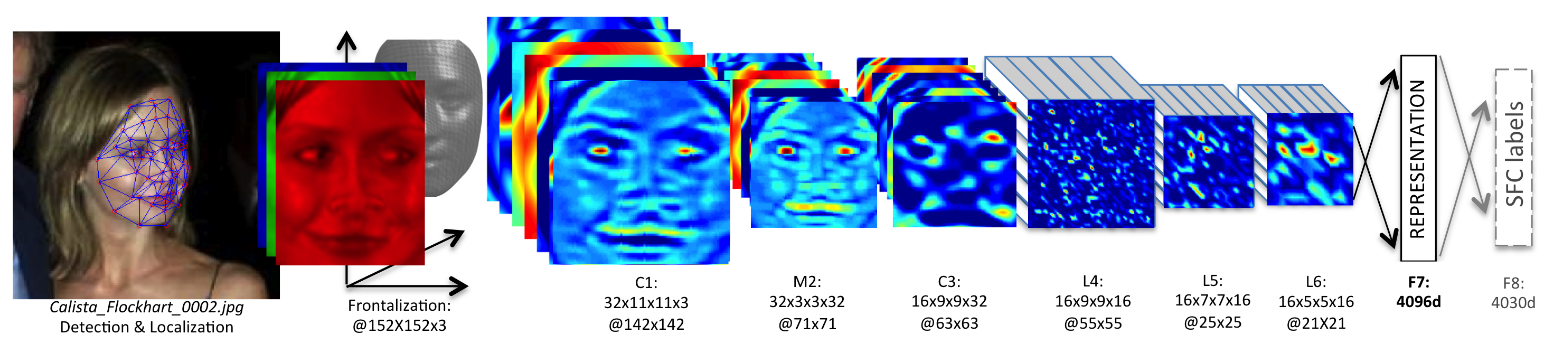 Calista_Flockhart_0002.jpg
Detection & Localization
Frontalization:
@152X152x3
C1:
32x11x11x3
@142x142
M2:
32x3x3x32
@71x71
C3:
16x9x9x32
@63x63
L4:
16x9x9x16
@55x55
L5:
16x7x7x16
@25x25
L6:
16x5x5x16
@21X21
REPRESENTATION
F7:
4096d
SFC labels
F8:
4030d